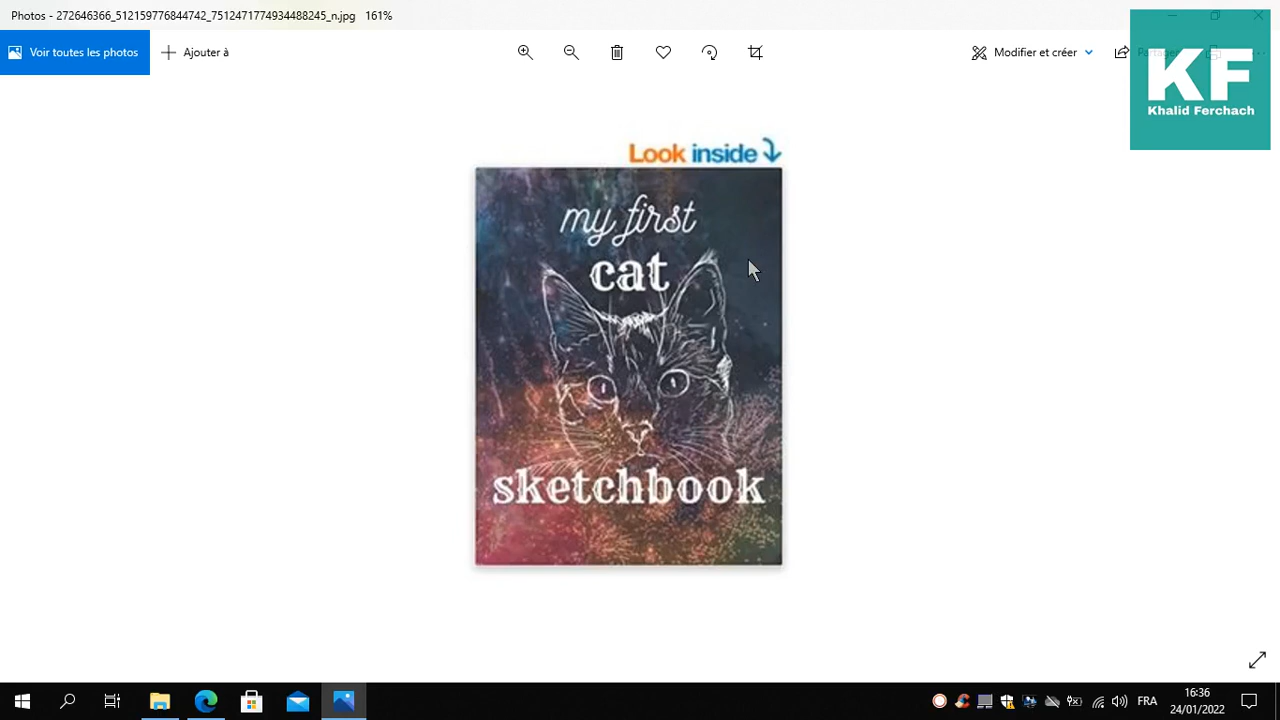 Photos - 272646366_512159776844742_7512471774934488245_n.jpg 161%
Voir toutes les photos
Ajouter à
Modifier et créer
KF
Khalid Ferchach
Look inside
my first
cat
sketchbook
FRA
16:36
24/01/2022